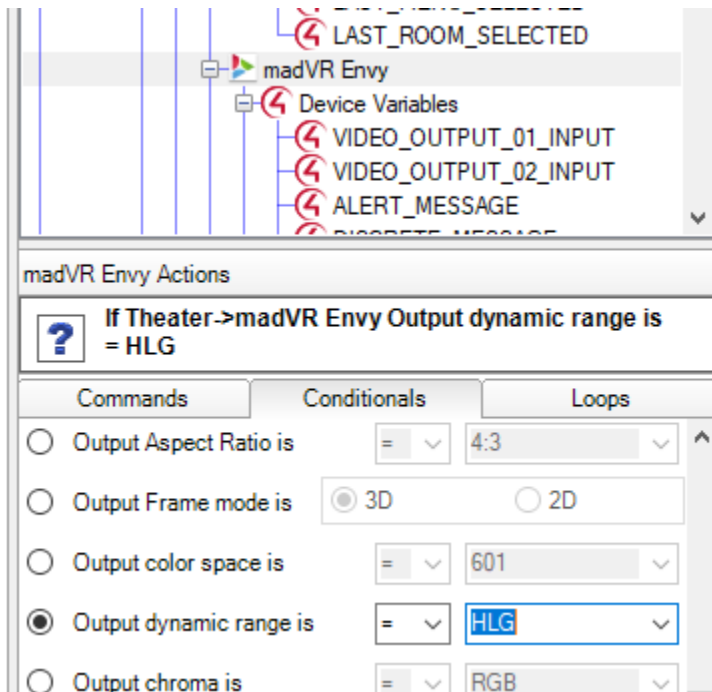 LAST_ROOM_SELECTED
madVR Envy
Device Variables
VIDEO_OUTPUT_01_INPUT
VIDEO_OUTPUT_02_INPUT
ALERT_MESSAGE
madVR Envy Actions
? If Theater->madVR Envy Output dynamic range is
= HLG
Commands Conditionals Loops
Output Aspect Ratio is = 4:3
Output Frame mode is 3D 2D
Output color space is = 601
Output dynamic range is = HLG
Output chroma is = RGB